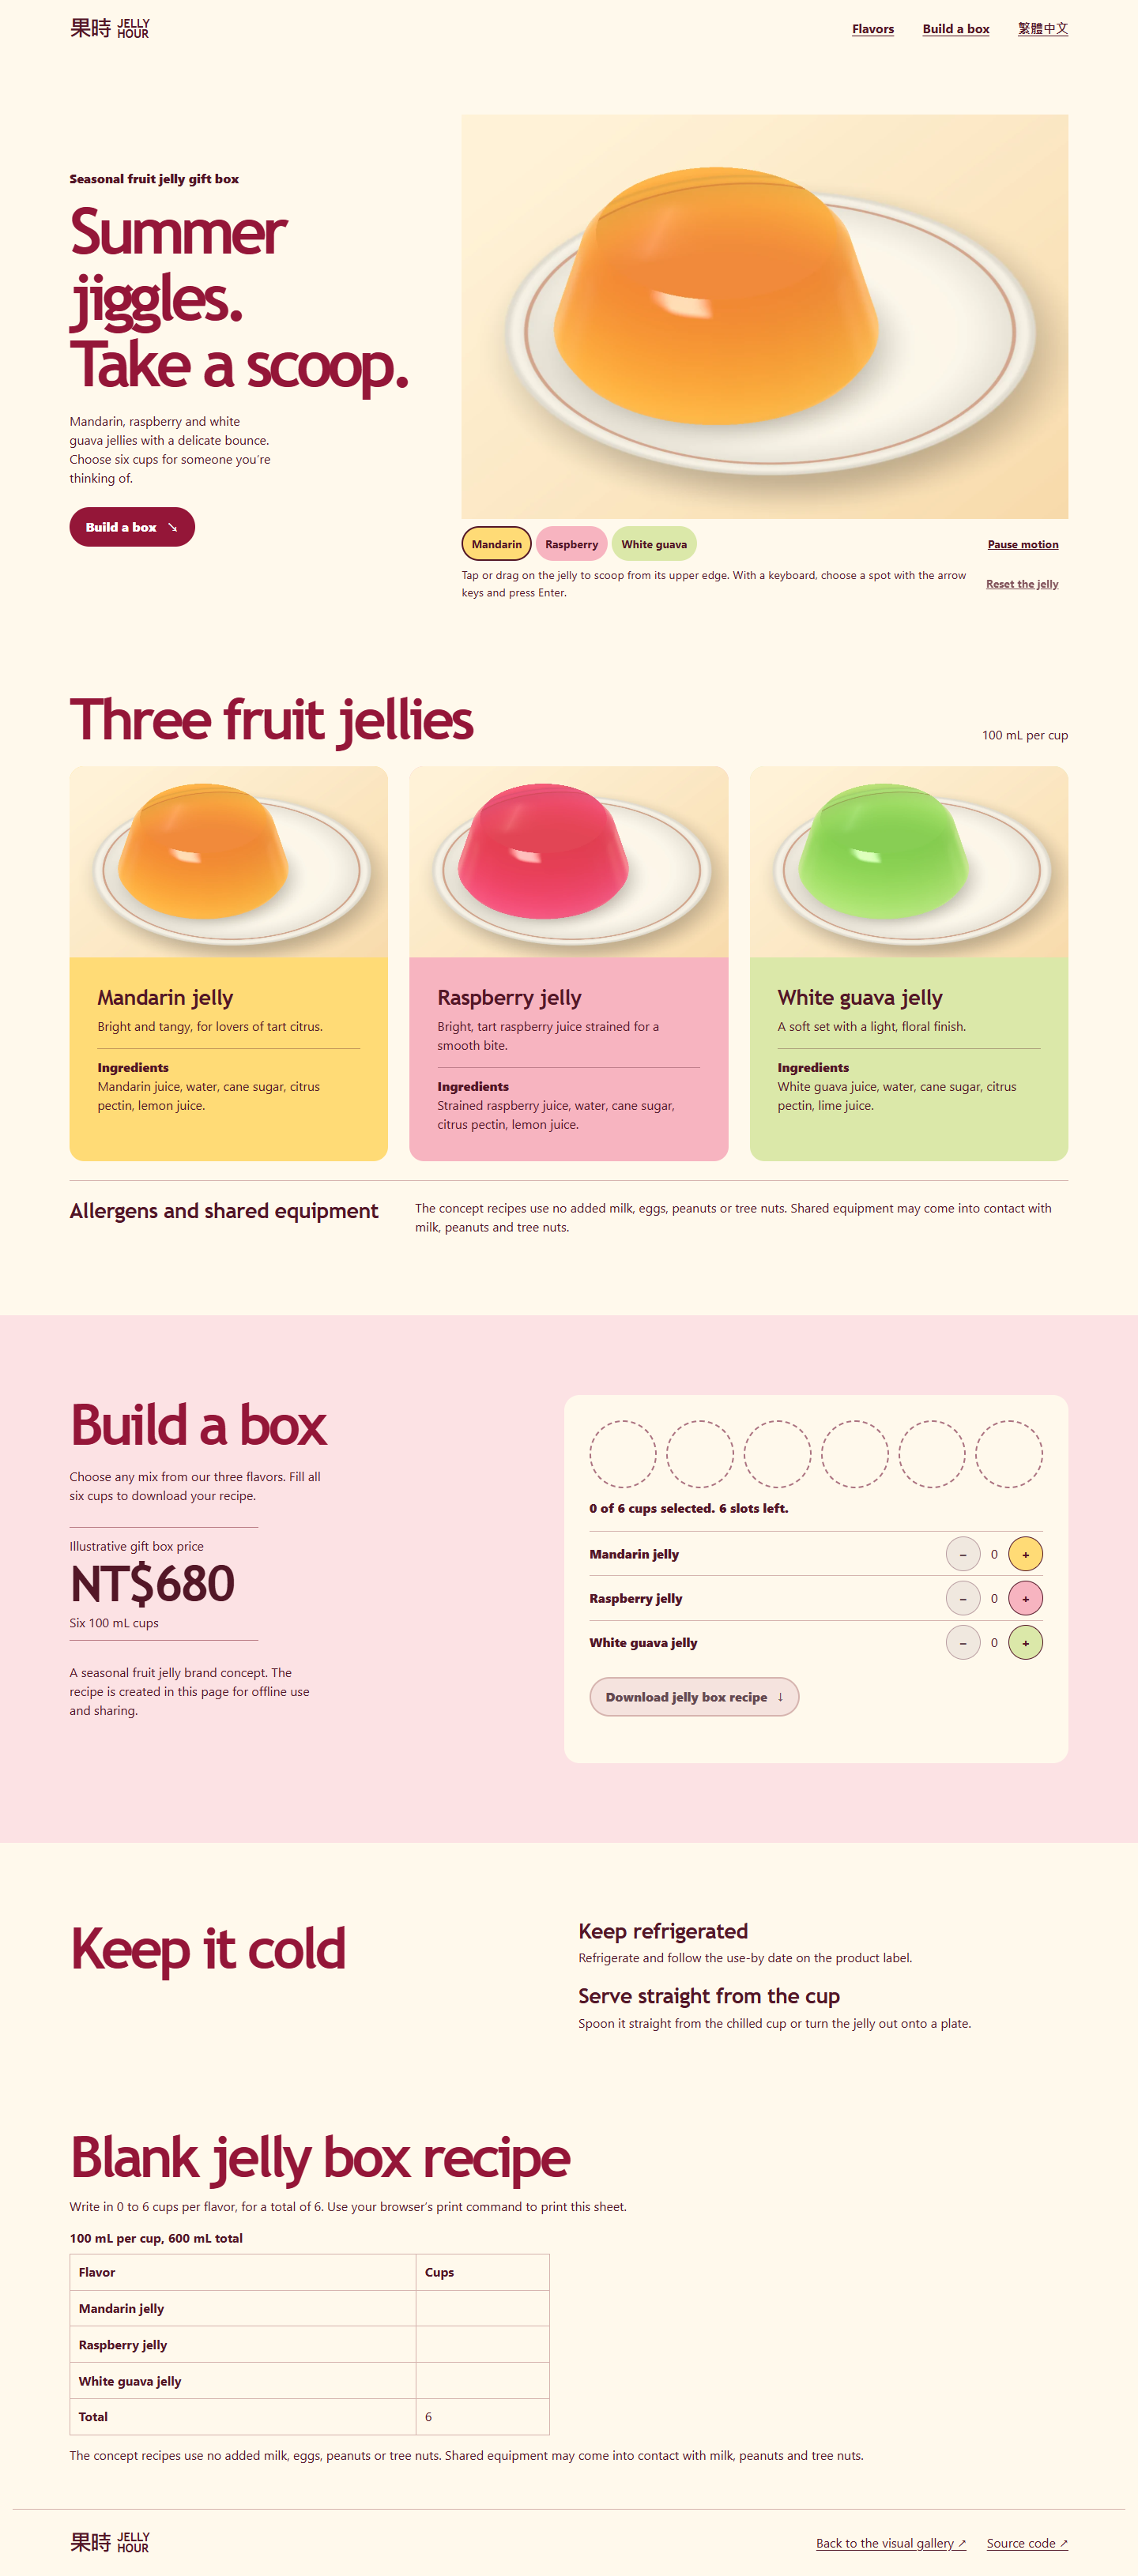 果時 JELLY HOUR
Flavors
Build a box
繁體中文
Seasonal fruit jelly gift box
Summer
jiggles.
Take a scoop.
Mandarin, raspberry and white
guava jellies with a delicate bounce.
Choose six cups for someone you’re
thinking of.
Build a box ↘
Mandarin
Raspberry
White guava
Pause motion
Tap or drag on the jelly to scoop from its upper edge. With a keyboard, choose a spot with the arrow
keys and press Enter.
Reset the jelly
Three fruit jellies
100 mL per cup
Mandarin jelly
Bright and tangy, for lovers of tart citrus.
Ingredients
Mandarin juice, water, cane sugar, citrus
pectin, lemon juice.
Raspberry jelly
Bright, tart raspberry juice strained for a
smooth bite.
Ingredients
Strained raspberry juice, water, cane sugar,
citrus pectin, lemon juice.
White guava jelly
A soft set with a light, floral finish.
Ingredients
White guava juice, water, cane sugar, citrus
pectin, lime juice.
Allergens and shared equipment
The concept recipes use no added milk, eggs, peanuts or tree nuts. Shared equipment may come into contact with
milk, peanuts and tree nuts.
Build a box
Choose any mix from our three flavors. Fill all
six cups to download your recipe.
Illustrative gift box price
NT$680
Six 100 mL cups
A seasonal fruit jelly brand concept. The
recipe is created in this page for offline use
and sharing.
0 of 6 cups selected. 6 slots left.
Mandarin jelly − 0 +
Raspberry jelly − 0 +
White guava jelly − 0 +
Download jelly box recipe ↓
Keep it cold
Keep refrigerated
Refrigerate and follow the use-by date on the product label.
Serve straight from the cup
Spoon it straight from the chilled cup or turn the jelly out onto a plate.
Blank jelly box recipe
Write in 0 to 6 cups per flavor, for a total of 6. Use your browser’s print command to print this sheet.
100 mL per cup, 600 mL total
Flavor Cups
Mandarin jelly
Raspberry jelly
White guava jelly
Total 6
The concept recipes use no added milk, eggs, peanuts or tree nuts. Shared equipment may come into contact with milk, peanuts and tree nuts.
果時 JELLY HOUR
Back to the visual gallery ↗
Source code ↗